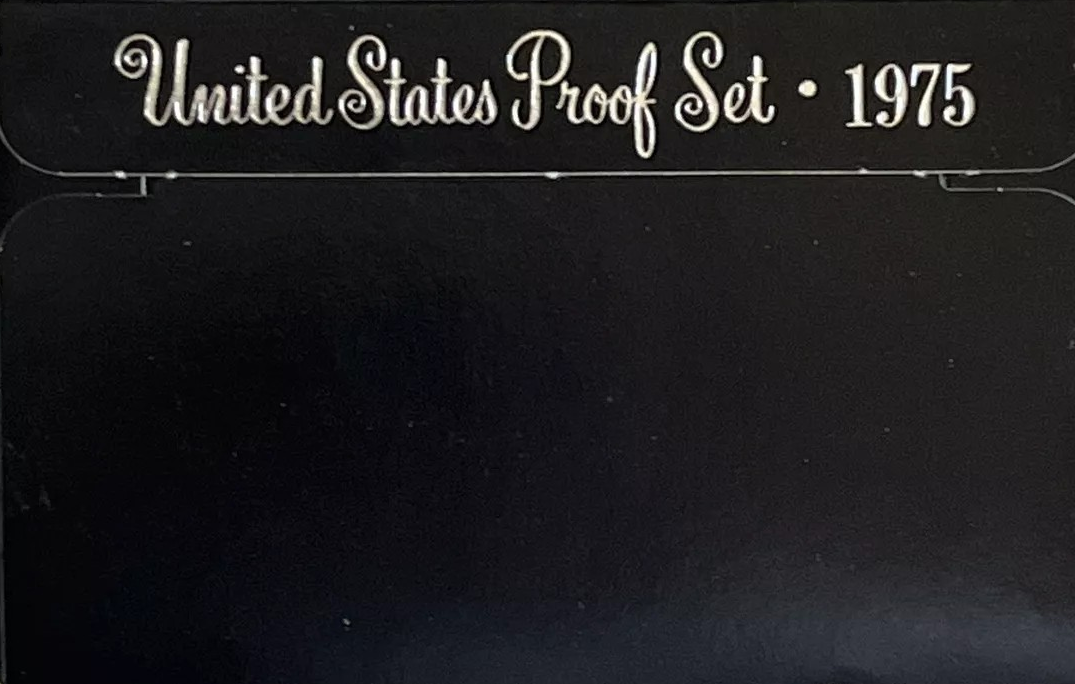 United States Proof Set • 1975